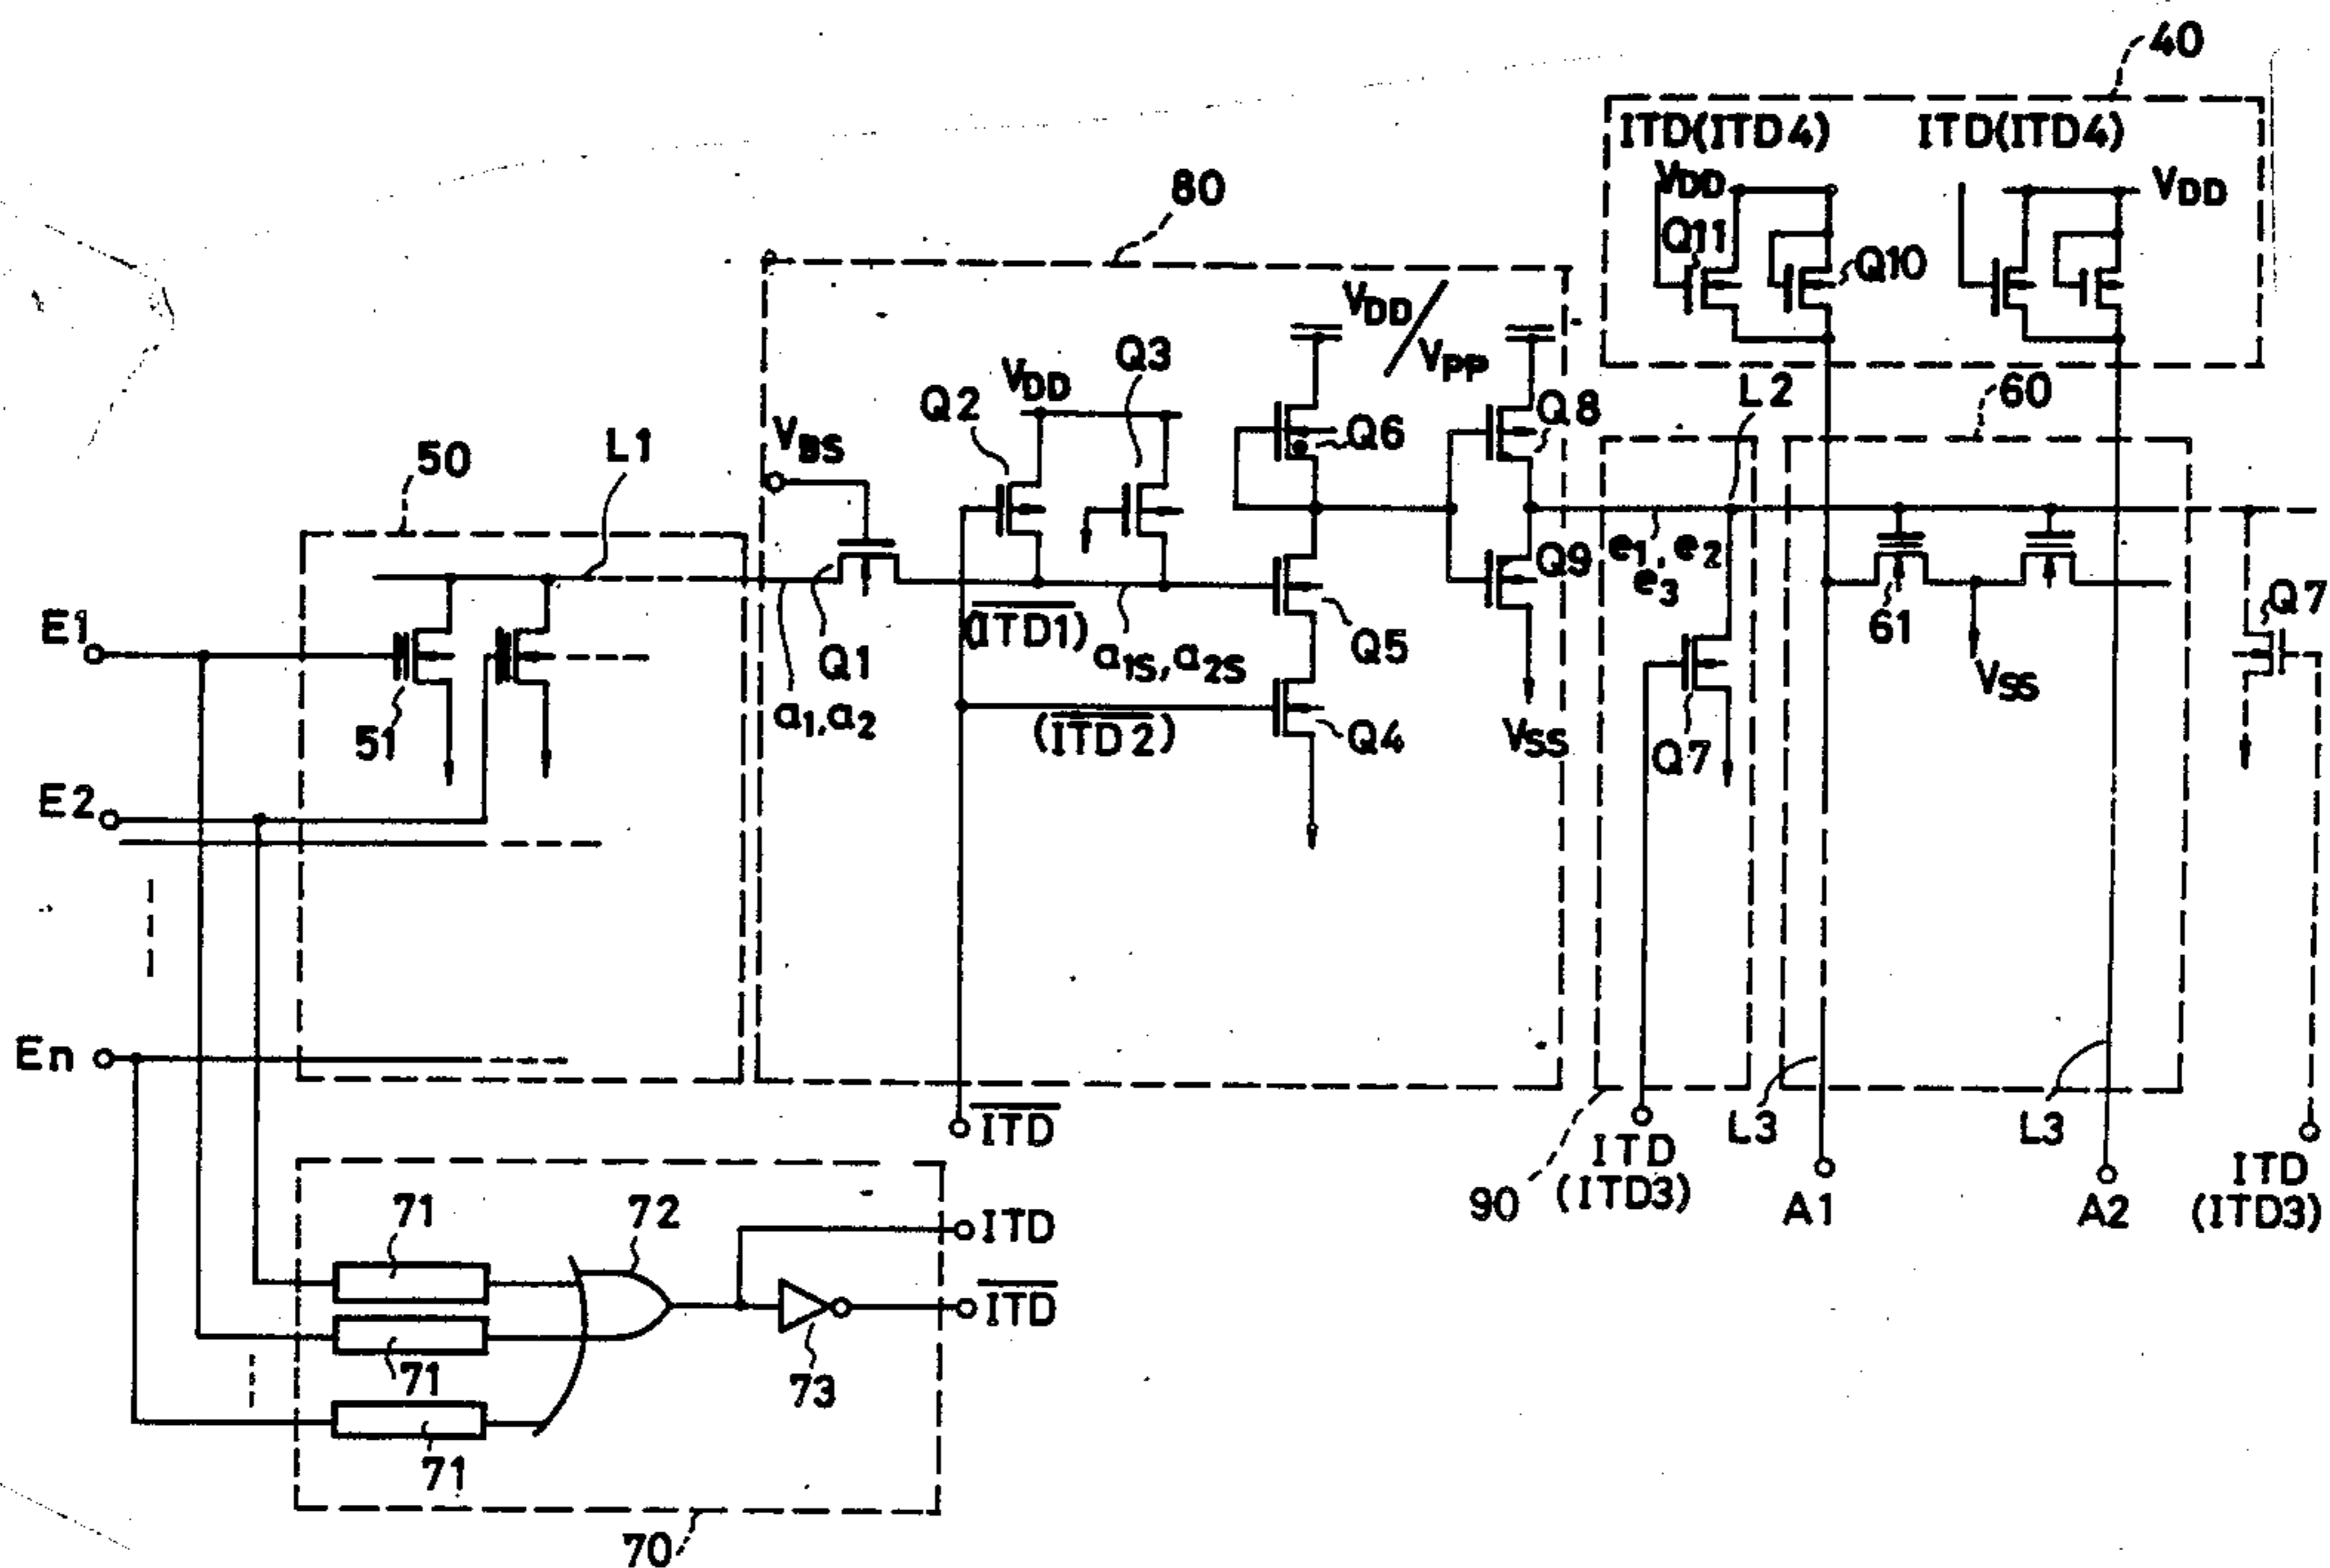 40
ITD(ITD4) ITD(ITD4)
VDD VDD
Q11 Q10
80
VDD/VPP
Q3
VDD
Q2
VBS
Q6 Q8
L2 60
50 L1
E1
51
Q1
a1,a2
(ITD1)
a1S,a2S
Q5
Q9
e1,e2
e3
61
VSS
Q7
(ITD2)
Q4
VSS
Q7
E2
En
ITD
ITD
(ITD3)
90
L3
A1
L3
A2
ITD
(ITD3)
71 72
ITD
ITD
71
73
71
70